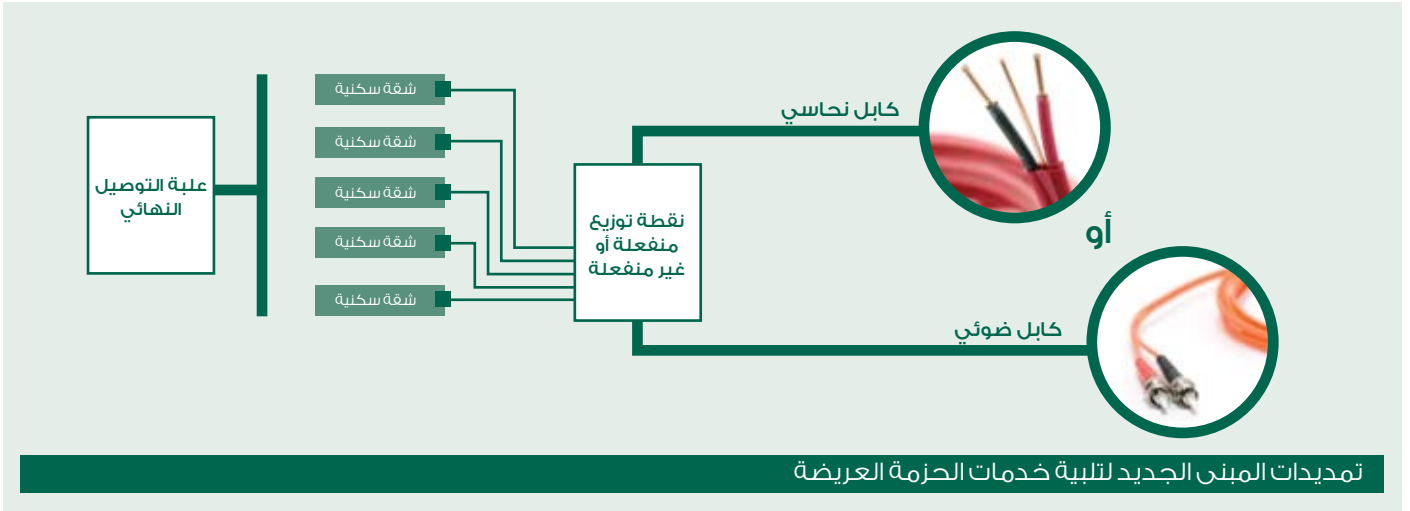 كابل نحاسي
أو
كابل ضوئي
نقطة توزيع
منفعلة أو
غير منفعلة
شقة سكنية
شقة سكنية
شقة سكنية
شقة سكنية
شقة سكنية
علبة التوصيل
النهائي
تمديدات المبنى الجديد لتلبية خدمات الحزمة العريضة